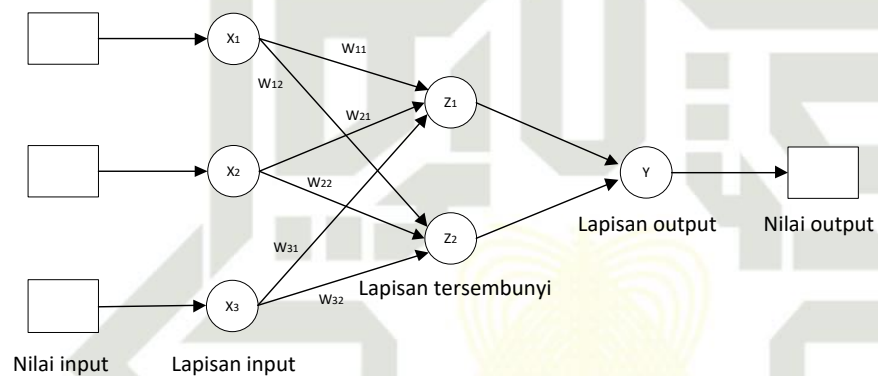 X1
W11
W12
Z1
W21
X2
W22
Y
Lapisan output
Nilai output
Z2
W31
Lapisan tersembunyi
X3
W32
Nilai input
Lapisan input